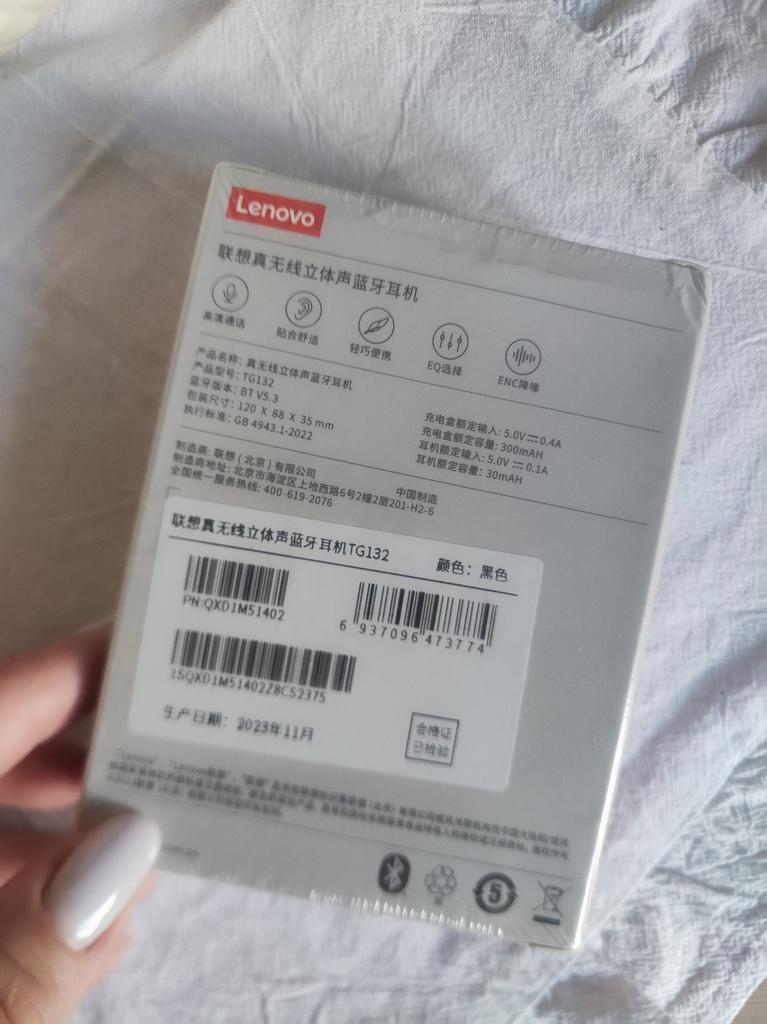 Lenovo
联想真无线立体声蓝牙耳机
高清通话
贴合舒适
轻巧便携
EQ选择
ENC降噪
产品名称: 真无线立体声蓝牙耳机
产品型号: TG132
蓝牙版本: BT V5.3
包装尺寸: 120 X 88 X 35 mm
执行标准: GB 4943.1-2022
充电盒额定输入: 5.0V⎓0.4A
充电盒额定容量: 300mAH
耳机额定输入: 5.0V⎓0.1A
耳机额定容量: 30mAH
制造商: 联想(北京)有限公司
中国制造
制造商地址: 北京市海淀区上地西路6号2幢2层201-H2-6
全国统一服务热线: 400-619-2076
联想真无线立体声蓝牙耳机TG132
颜色: 黑色
PN:QXD1M51402
6 937096 473774
1SQXD1M51402Z8CS2375
生产日期: 2023年11月
合格证
已检验
5